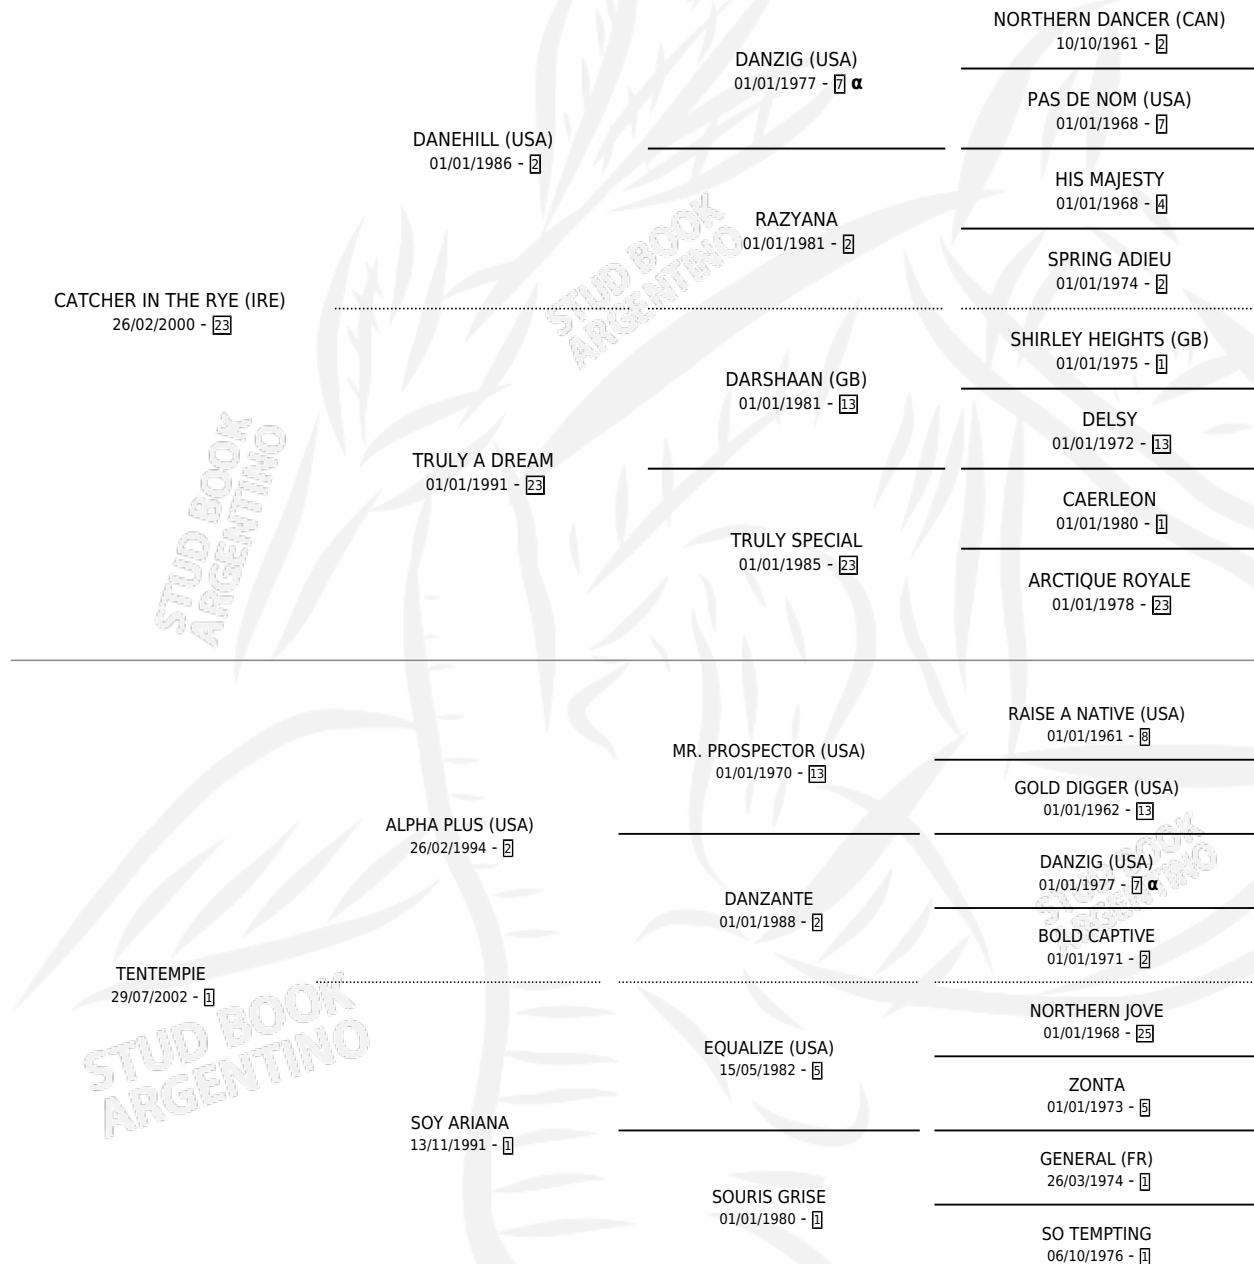 NORTHERN DANCER (CAN)
10/10/1961 - 2
DANZIG (USA)
01/01/1977 - 7 α
PAS DE NOM (USA)
01/01/1968 - 7
DANEHILL (USA)
01/01/1986 - 2
HIS MAJESTY
01/01/1968 - 4
RAZYANA
01/01/1981 - 2
SPRING ADIEU
01/01/1974 - 2
CATCHER IN THE RYE (IRE)
26/02/2000 - 23
SHIRLEY HEIGHTS (GB)
01/01/1975 - 1
DARSHAAN (GB)
01/01/1981 - 13
DELSY
01/01/1972 - 13
TRULY A DREAM
01/01/1991 - 23
CAERLEON
01/01/1980 - 1
TRULY SPECIAL
01/01/1985 - 23
ARCTIQUE ROYALE
01/01/1978 - 23
RAISE A NATIVE (USA)
01/01/1961 - 8
MR. PROSPECTOR (USA)
01/01/1970 - 13
GOLD DIGGER (USA)
01/01/1962 - 13
ALPHA PLUS (USA)
26/02/1994 - 2
DANZIG (USA)
01/01/1977 - 7 α
DANZANTE
01/01/1988 - 2
BOLD CAPTIVE
01/01/1971 - 2
TENTEMPIE
29/07/2002 - 1
NORTHERN JOVE
01/01/1968 - 25
EQUALIZE (USA)
15/05/1982 - 5
ZONTA
01/01/1973 - 5
SOY ARIANA
13/11/1991 - 1
GENERAL (FR)
26/03/1974 - 1
SOURIS GRISE
01/01/1980 - 1
SO TEMPTING
06/10/1976 - 1
STUD BOOK
ARGENTINO
STUD BOOK
ARGENTINO
STUD BOOK
ARGENTINO
STUD BOOK
ARGENTINO